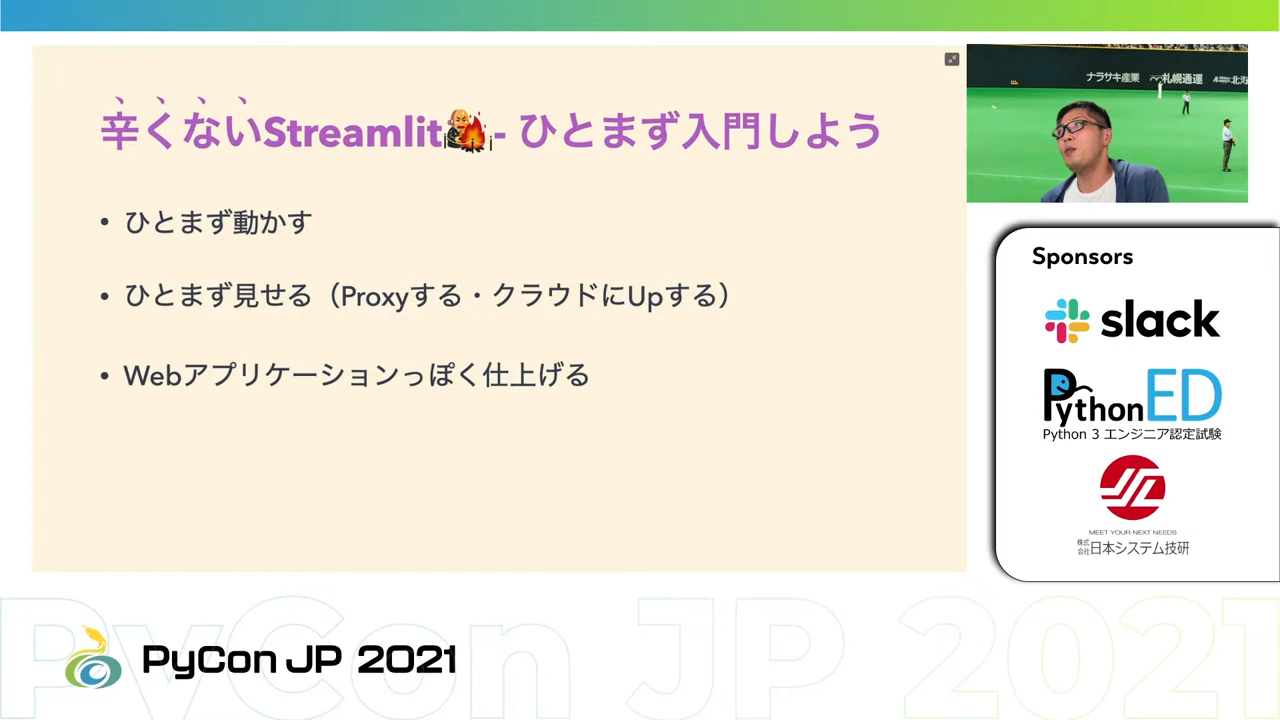 辛くないStreamlit - ひとまず入門しよう
• ひとまず動かす
• ひとまず見せる（Proxyする・クラウドにUpする）
• Webアプリケーションっぽく仕上げる
ナラサキ産業 札幌通運
Sponsors
slack
PythonED
Python 3 エンジニア認定試験
MEET YOUR NEXT NEEDS
株式会社日本システム技研
PyCon JP 2021
PyCon JP 2021